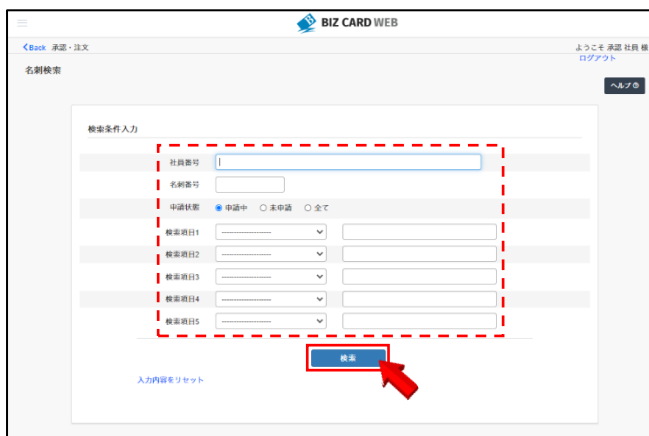 BIZ CARD WEB
Back 承認・注文
ようこそ 承認 社員 様
ログアウト
名刺検索
ヘルプ
検索条件入力
社員番号
名刺番号
申請状態 申請中 未申請 全て
検索項目1 --------------------
検索項目2 --------------------
検索項目3 --------------------
検索項目4 --------------------
検索項目5 --------------------
検索
入力内容をリセット